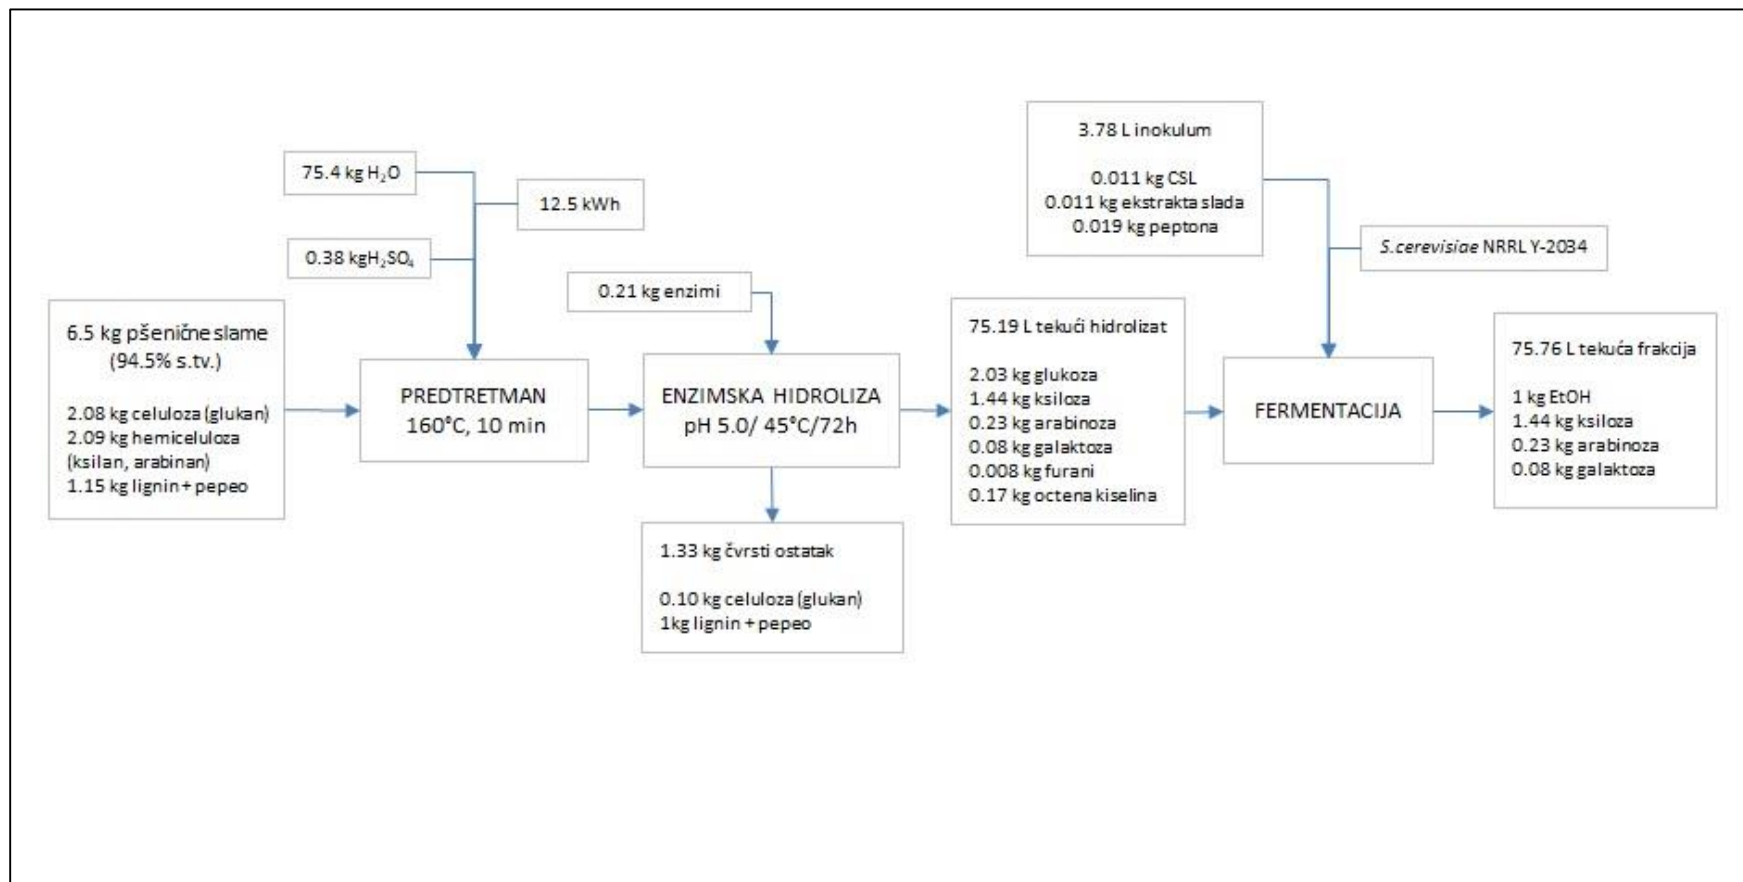 3.78 L inokulum
0.011 kg CSL
0.011 kg ekstrakta slada
0.019 kg peptona
75.4 kg H₂O
12.5 kWh
0.38 kgH₂SO₄
S.cerevisiae NRRL Y-2034
0.21 kg enzimi
6.5 kg pšenične slame
(94.5% s.tv.)
2.08 kg celuloza (glukan)
2.09 kg hemiceluloza
(ksilan, arabinan)
1.15 kg lignin + pepeo
PREDTRETMAN
160°C, 10 min
ENZIMSKA HIDROLIZA
pH 5.0/ 45°C/72h
75.19 L tekući hidrolizat
2.03 kg glukoza
1.44 kg ksiloza
0.23 kg arabinoza
0.08 kg galaktoza
0.008 kg furani
0.17 kg octena kiselina
FERMENTACIJA
75.76 L tekuća frakcija
1 kg EtOH
1.44 kg ksiloza
0.23 kg arabinoza
0.08 kg galaktoza
1.33 kg čvrsti ostatak
0.10 kg celuloza (glukan)
1kg lignin + pepeo